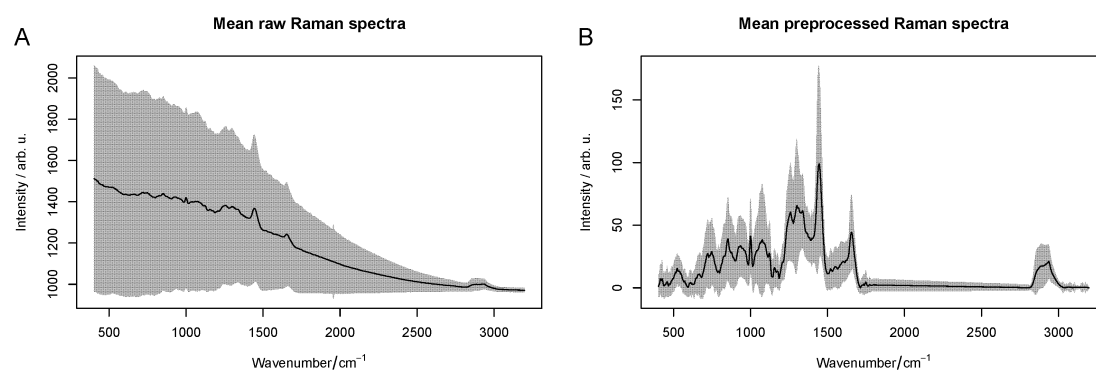 Mean raw Raman spectra
A
2000
1800
1600
1400
1200
1000
Intensity / arb. u.
500 1000 1500 2000 2500 3000
Wavenumber/cm⁻¹
Mean preprocessed Raman spectra
B
150
100
50
0
Intensity / arb. u.
500 1000 1500 2000 2500 3000
Wavenumber/cm⁻¹